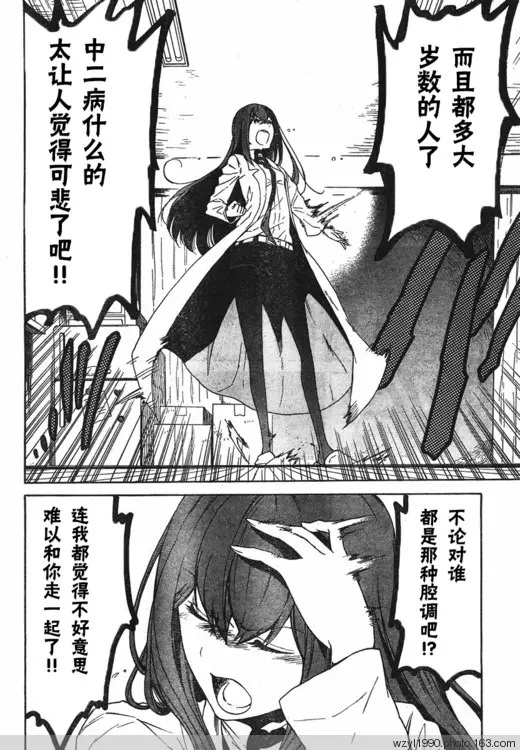 而且都多大
岁数的人了
中二病什么的
太让人觉得可悲了吧!!
不论对谁
都是那种腔调吧!?
连我都觉得不好意思
难以和你走一起了!!
www.wzyl1990.photo.163.com